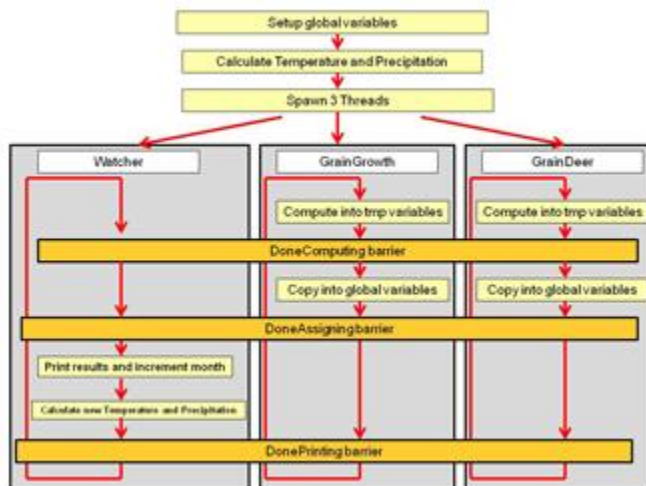 Setup global variables
Calculate Temperature and Precipitation
Spawn 3 Threads
Watcher
GrainGrowth
GrainDeer
Compute into tmp variables
Compute into tmp variables
DoneComputing barrier
Copy into global variables
Copy into global variables
DoneAssigning barrier
Print results and increment month
Calculate new Temperature and Precipitation
DonePrinting barrier